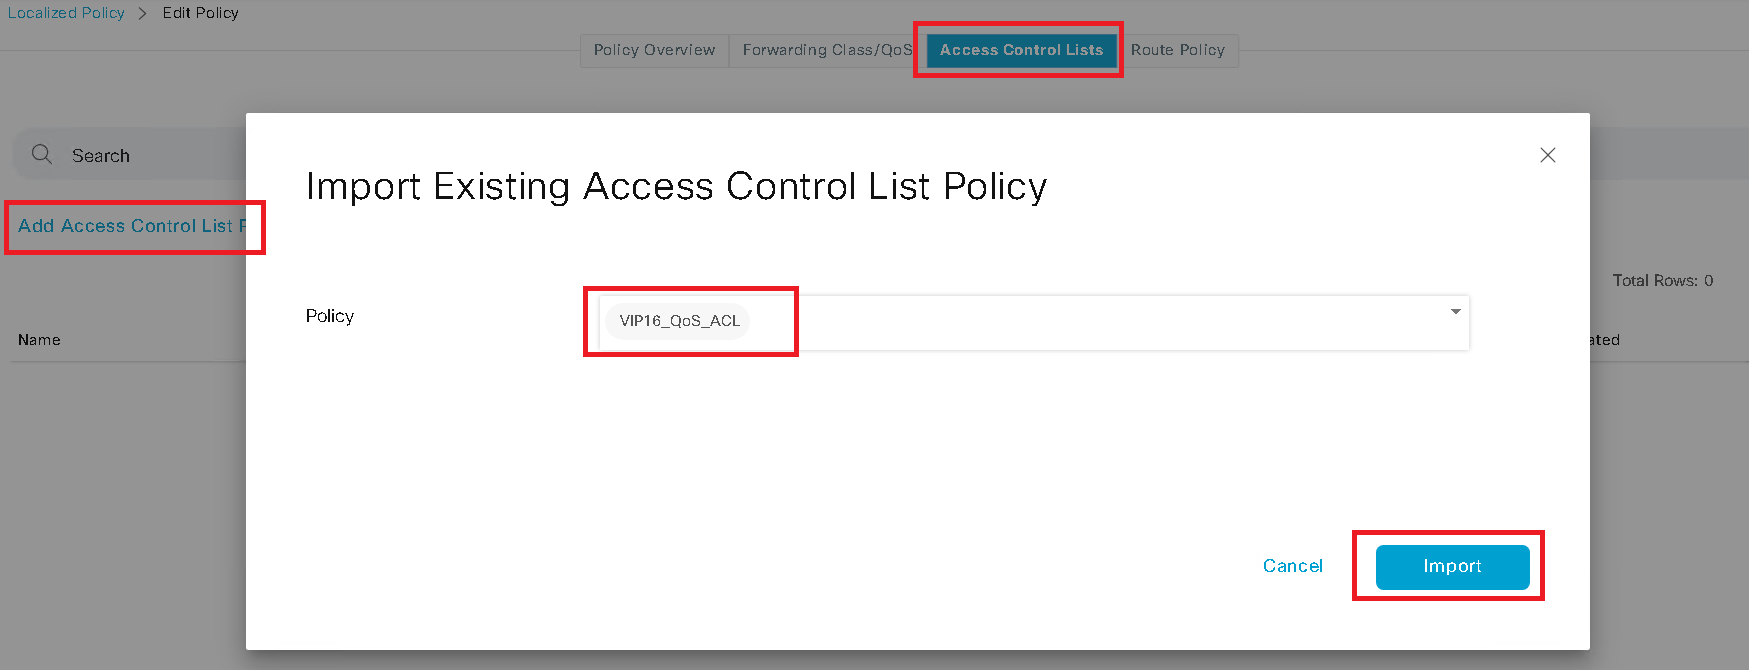 Localized Policy > Edit Policy
Policy Overview Forwarding Class/QoS Access Control Lists Route Policy
Search
Import Existing Access Control List Policy
Add Access Control List
Total Rows: 0
Policy VIP16_QoS_ACL
Name
Cancel Import